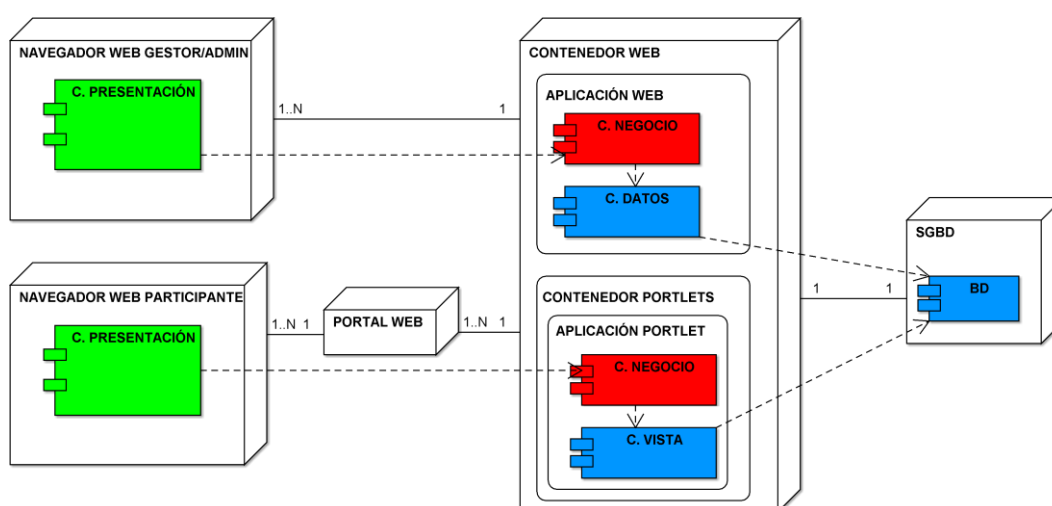 NAVEGADOR WEB GESTOR/ADMIN
C. PRESENTACIÓN
1..N
1
CONTENEDOR WEB
APLICACIÓN WEB
C. NEGOCIO
C. DATOS
SGBD
BD
NAVEGADOR WEB PARTICIPANTE
C. PRESENTACIÓN
1..N
1
PORTAL WEB
1..N
1
CONTENEDOR PORTLETS
APLICACIÓN PORTLET
C. NEGOCIO
C. VISTA
1
1